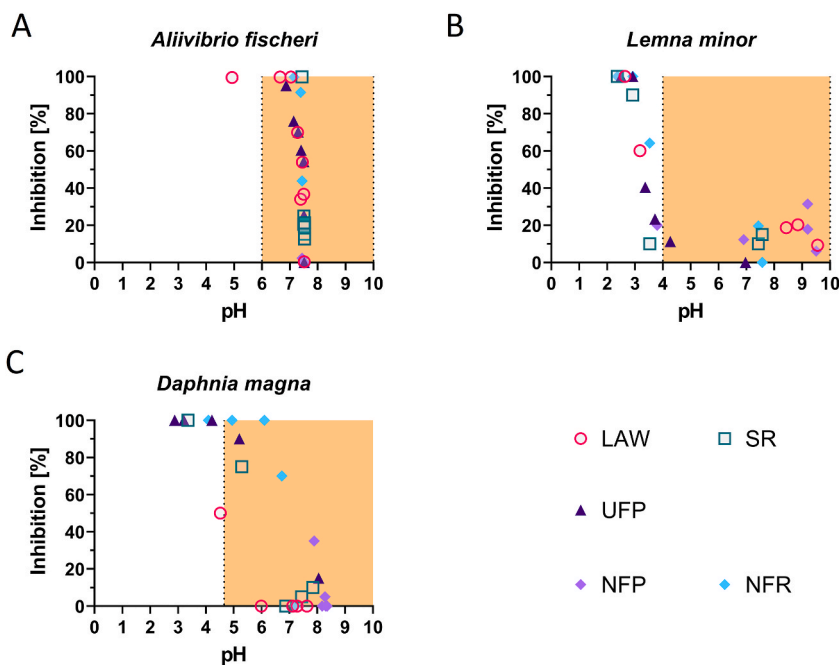 A
Aliivibrio fischeri
Inhibition [%]
100
80
60
40
20
0
0 1 2 3 4 5 6 7 8 9 10
pH
B
Lemna minor
Inhibition [%]
100
80
60
40
20
0
0 1 2 3 4 5 6 7 8 9 10
pH
C
Daphnia magna
Inhibition [%]
100
80
60
40
20
0
0 1 2 3 4 5 6 7 8 9 10
pH
LAW SR
UFP
NFP NFR